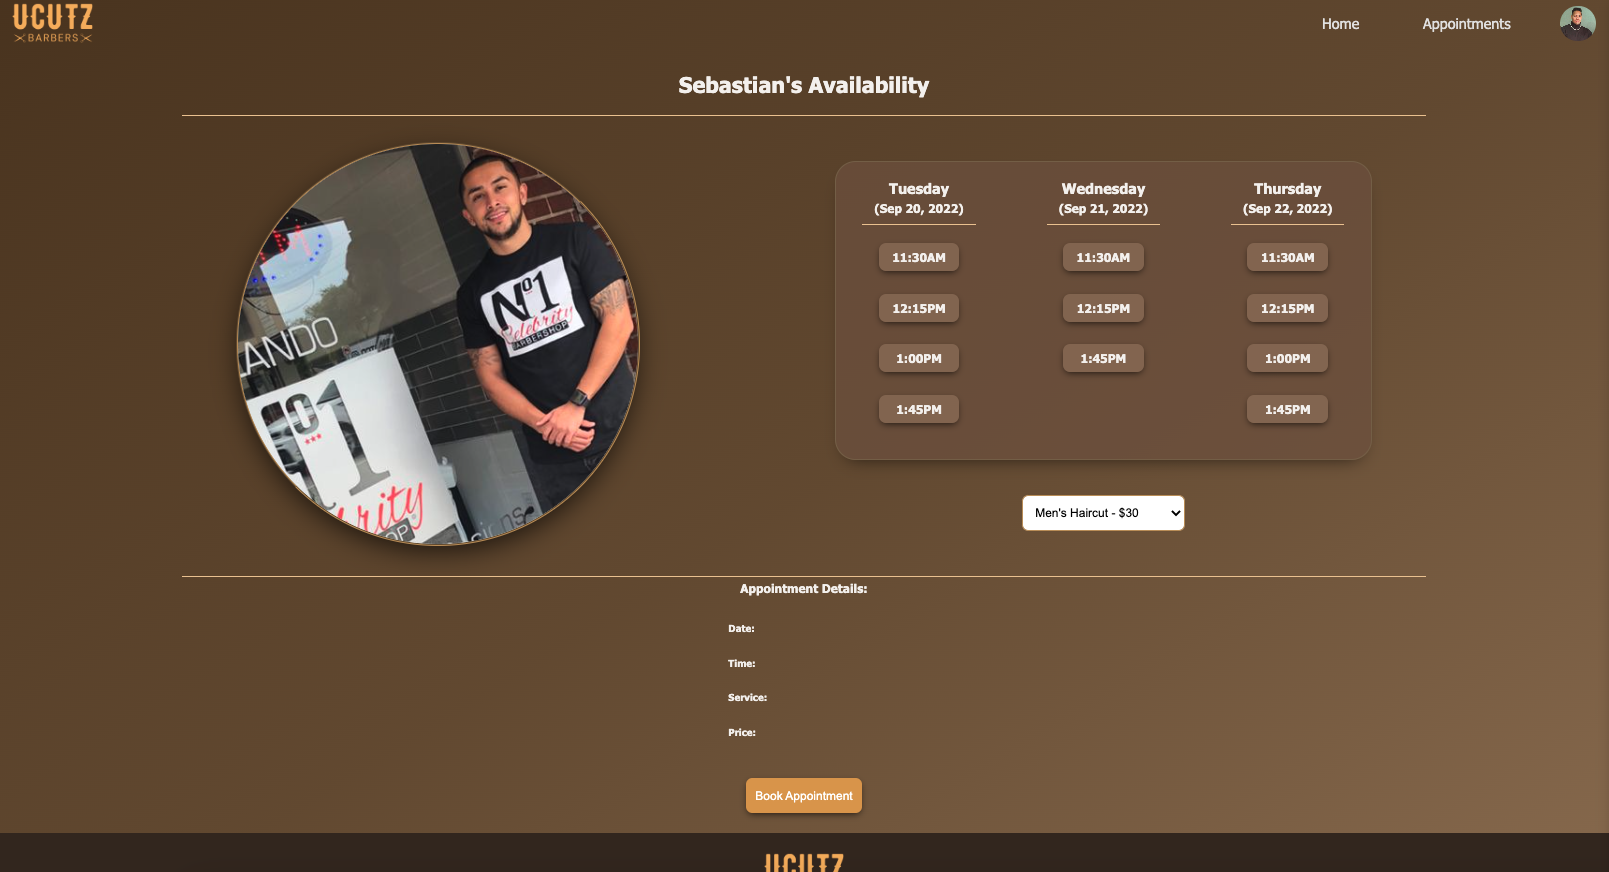 UCUTZ
BARBERS
Home
Appointments
Sebastian's Availability
LANDO
Nº1
Celebrity
BARBERSHOP
Tuesday
(Sep 20, 2022)
11:30AM
12:15PM
1:00PM
1:45PM
Wednesday
(Sep 21, 2022)
11:30AM
12:15PM
1:45PM
Thursday
(Sep 22, 2022)
11:30AM
12:15PM
1:00PM
1:45PM
Men's Haircut - $30
Appointment Details:
Date:
Time:
Service:
Price:
Book Appointment
UCUTZ